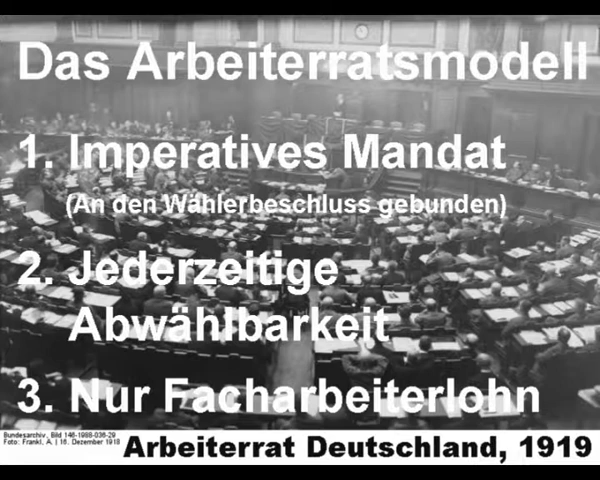 Das Arbeiterratsmodell
1. Imperatives Mandat
(An den Wählerbeschluss gebunden)
2. Jederzeitige
Abwählbarkeit
3. Nur Facharbeiterlohn
Bundesarchiv, Bild 146-1988-036-29
Foto: Frankl, A. | 16. Dezember 1918
Arbeiterrat Deutschland, 1919